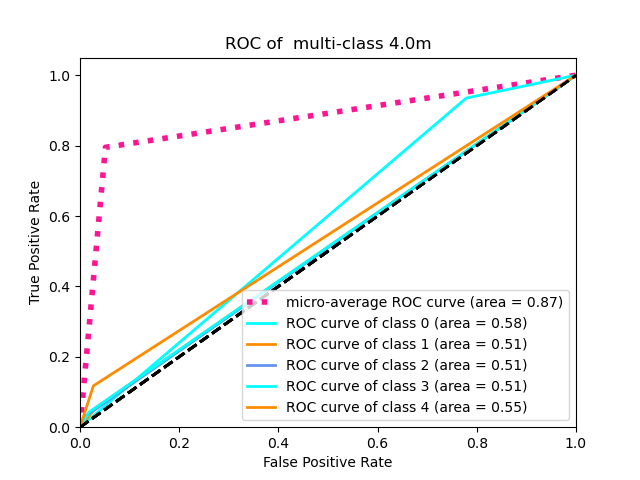 ROC of  multi-class 4.0m
1.0
0.8
0.6
0.4
0.2
0.0
True Positive Rate
micro-average ROC curve (area = 0.87)
ROC curve of class 0 (area = 0.58)
ROC curve of class 1 (area = 0.51)
ROC curve of class 2 (area = 0.51)
ROC curve of class 3 (area = 0.51)
ROC curve of class 4 (area = 0.55)
0.0 0.2 0.4 0.6 0.8 1.0
False Positive Rate